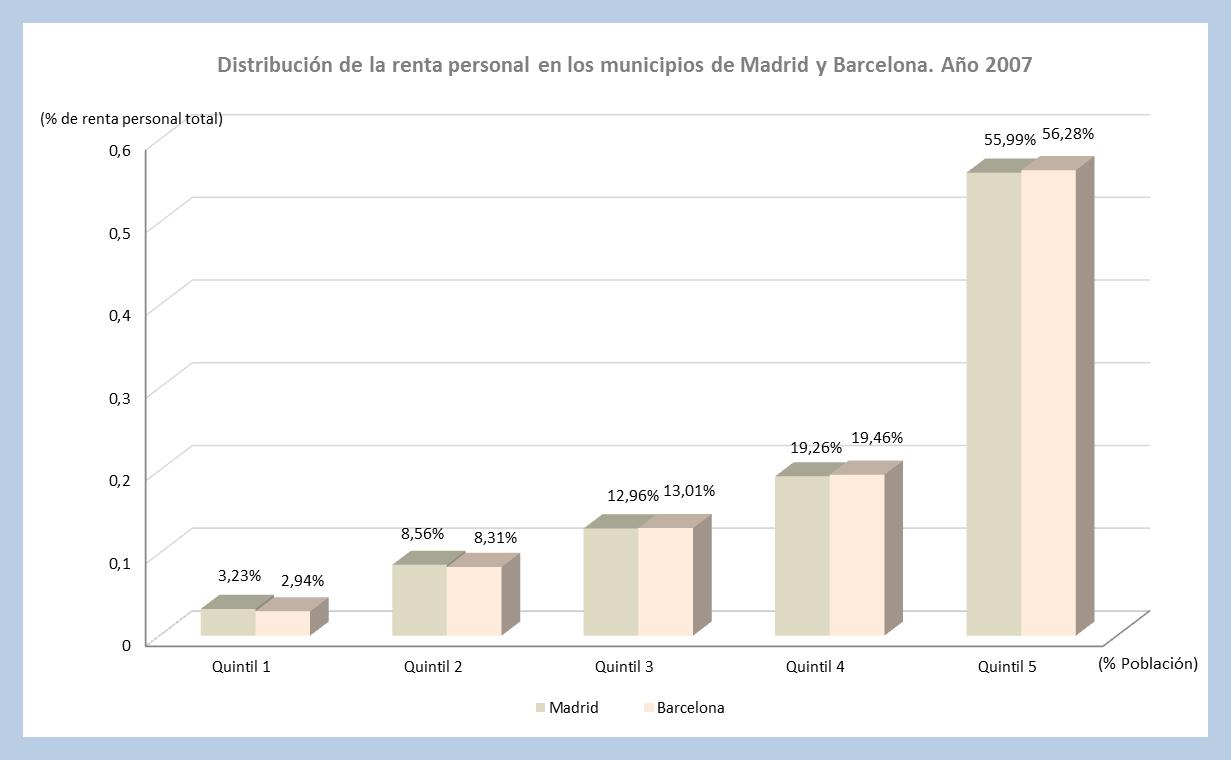 Distribución de la renta personal en los municipios de Madrid y Barcelona. Año 2007
(% de renta personal total)
0,6
0,5
0,4
0,3
0,2
0,1
0
3,23%
2,94%
8,56%
8,31%
12,96%
13,01%
19,26%
19,46%
55,99%
56,28%
Quintil 1
Quintil 2
Quintil 3
Quintil 4
Quintil 5
(% Población)
Madrid
Barcelona